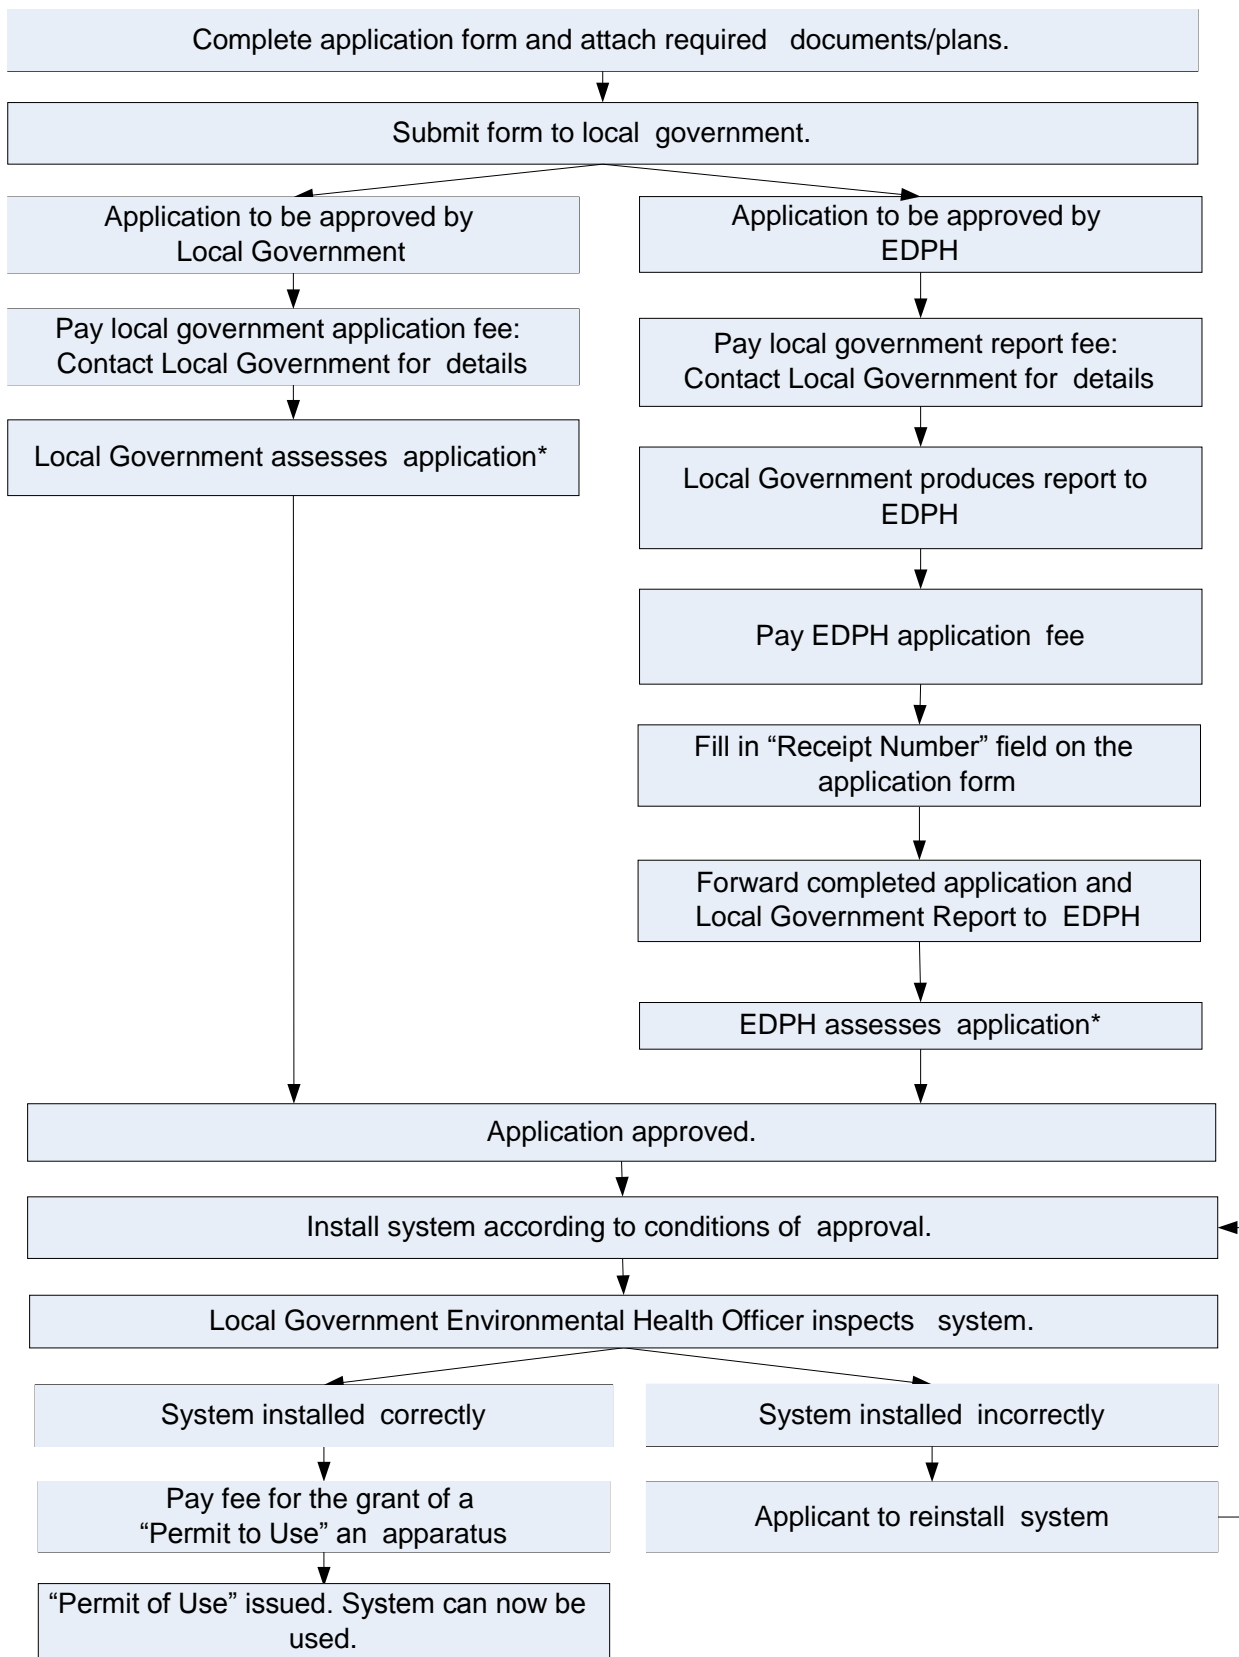 Complete application form and attach required documents/plans.
Submit form to local government.
Application to be approved by
Local Government
Pay local government application fee:
Contact Local Government for details
Local Government assesses application*
Application to be approved by
EDPH
Pay local government report fee:
Contact Local Government for details
Local Government produces report to
EDPH
Pay EDPH application fee
Fill in “Receipt Number” field on the
application form
Forward completed application and
Local Government Report to EDPH
EDPH assesses application*
Application approved.
Install system according to conditions of approval.
Local Government Environmental Health Officer inspects system.
System installed correctly
Pay fee for the grant of a
“Permit to Use” an apparatus
“Permit of Use” issued. System can now be
used.
System installed incorrectly
Applicant to reinstall system